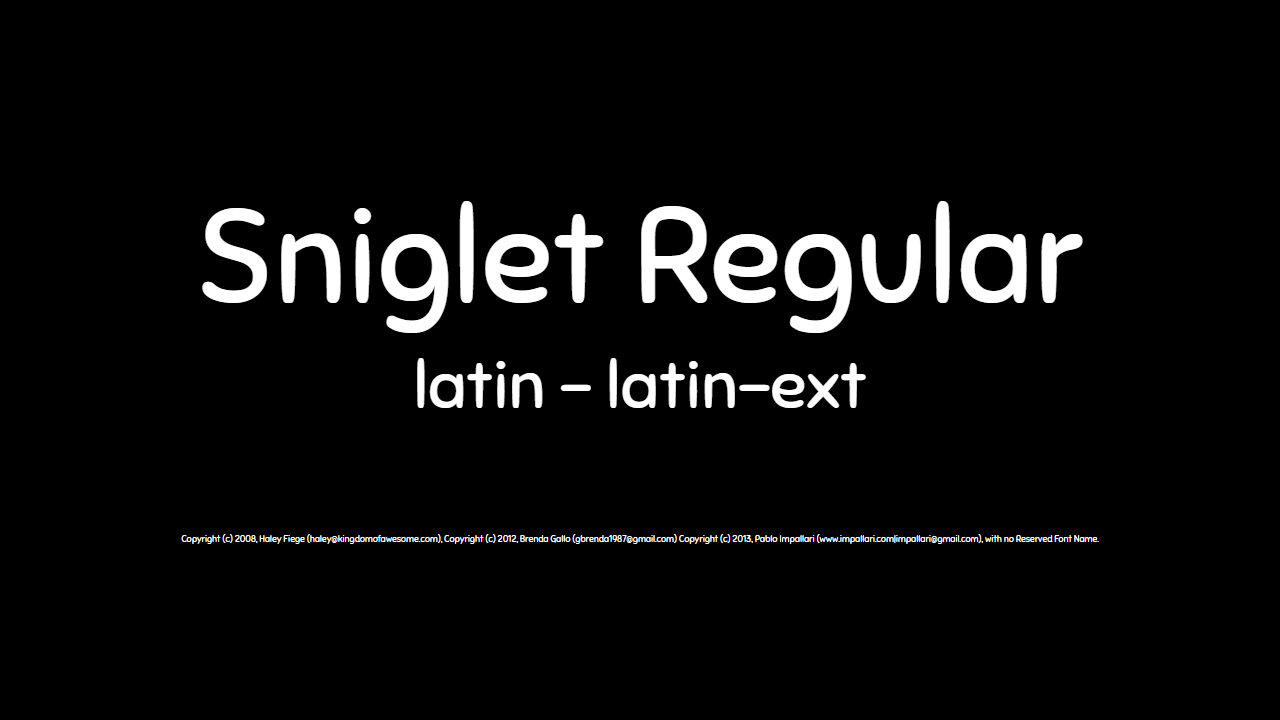 Sniglet Regular
latin - latin-ext
Copyright (c) 2008, Haley Fiege (haley@kingdomofawesome.com), Copyright (c) 2012, Brenda Gallo (gbrenda1987@gmail.com) Copyright (c) 2013, Pablo Impallari (www.impallari.com|impallari@gmail.com), with no Reserved Font Name.